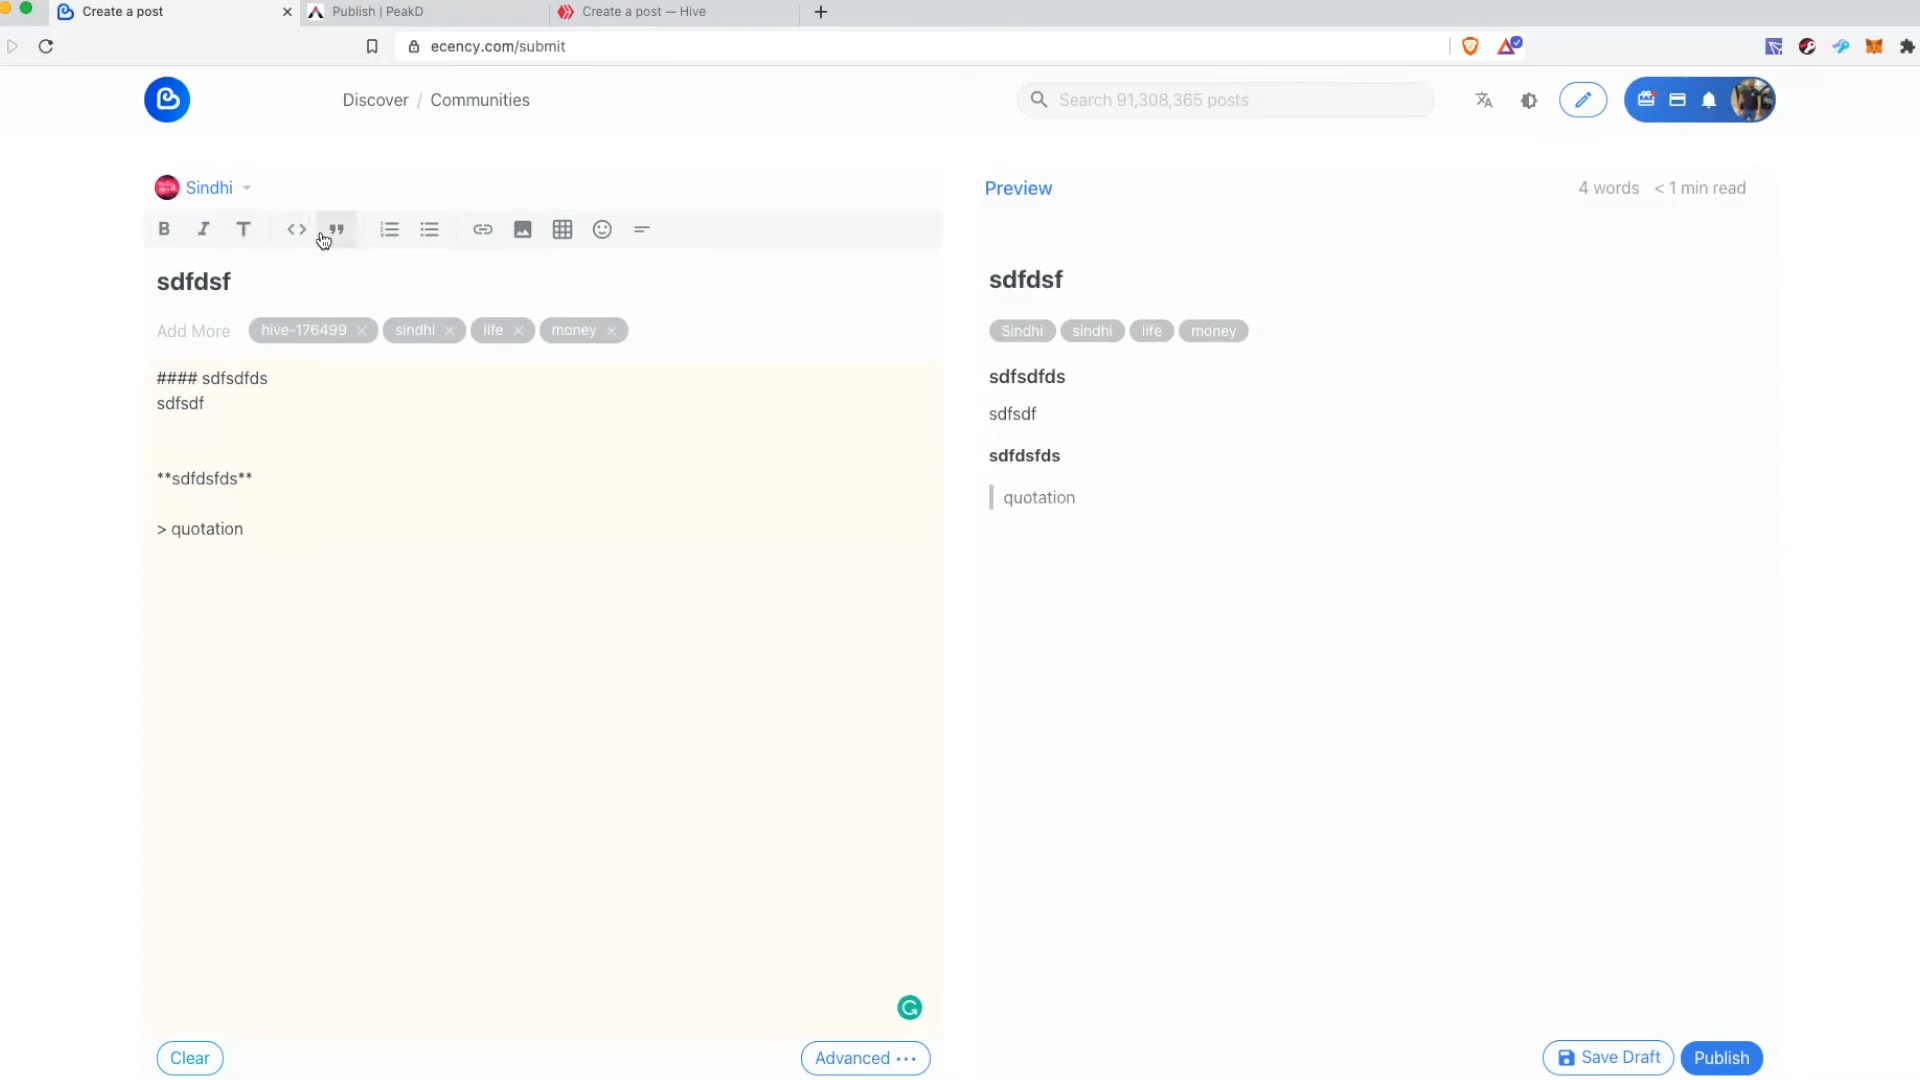 Create a post
Publish | PeakD
Create a post — Hive
ecency.com/submit
Discover / Communities
Search 91,308,365 posts
Sindhi
B I T
sdfdsf
Add More hive-176499 sindhi life money
#### sdfsdfds
sdfsdf
**sdfdsfds**
> quotation
Clear
Advanced
Preview
4 words < 1 min read
sdfdsf
Sindhi sindhi life money
sdfsdfds
sdfsdf
sdfdsfds
quotation
Save Draft
Publish